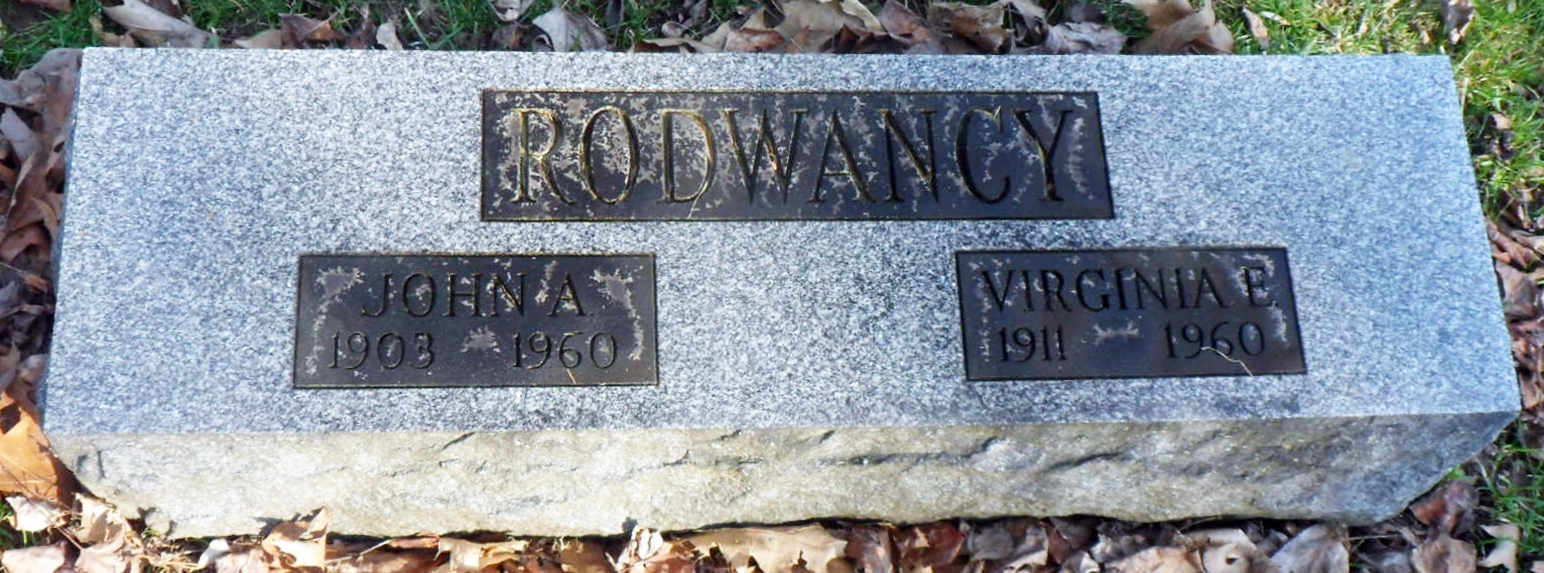 RODWANCY
JOHN A.
1903 - 1960
VIRGINIA E.
1911 - 1960